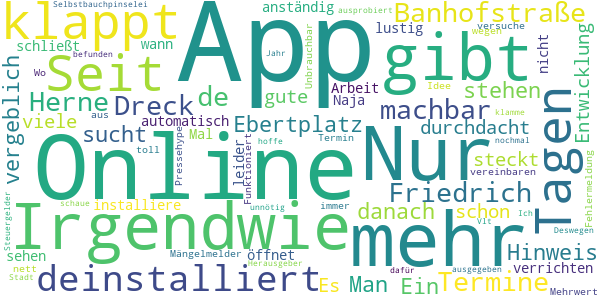 Selbstbauchpinselei
klappt
App
anständig
ausprobiert
Banhofstraße
schließt
wann
lustig
versuche
wegen
befunden
Jahr
Unbrauchbar
nicht
Entwicklung
Seit
gibt
Wo
Idee
Arbeit
stehen
Herne
Dreck
de
gute
Naja
machbar
klamme
vergeblich
viele
aus
automatisch
Mal
Termin
nochmal
sucht
Ebertplatz
durchdacht
Tagen
toll
Pressehype
leider
Funktioniert
hoffe
Online
Nur
steckt
Fehlermeldung
vereinbaren
installiere
unnötig
immer
Friedrich
Ich
Irgendwie
mehr
danach
schon
Steuergelder
schaue
Vlt
Deswegen
sehen
Mängelmelder
öffnet
Hinweis
nett
Herausgeber
dafür
ausgegeben
verrichten
Stadt
deinstalliert
Es
Man
Ein
Termine
Mehrwert